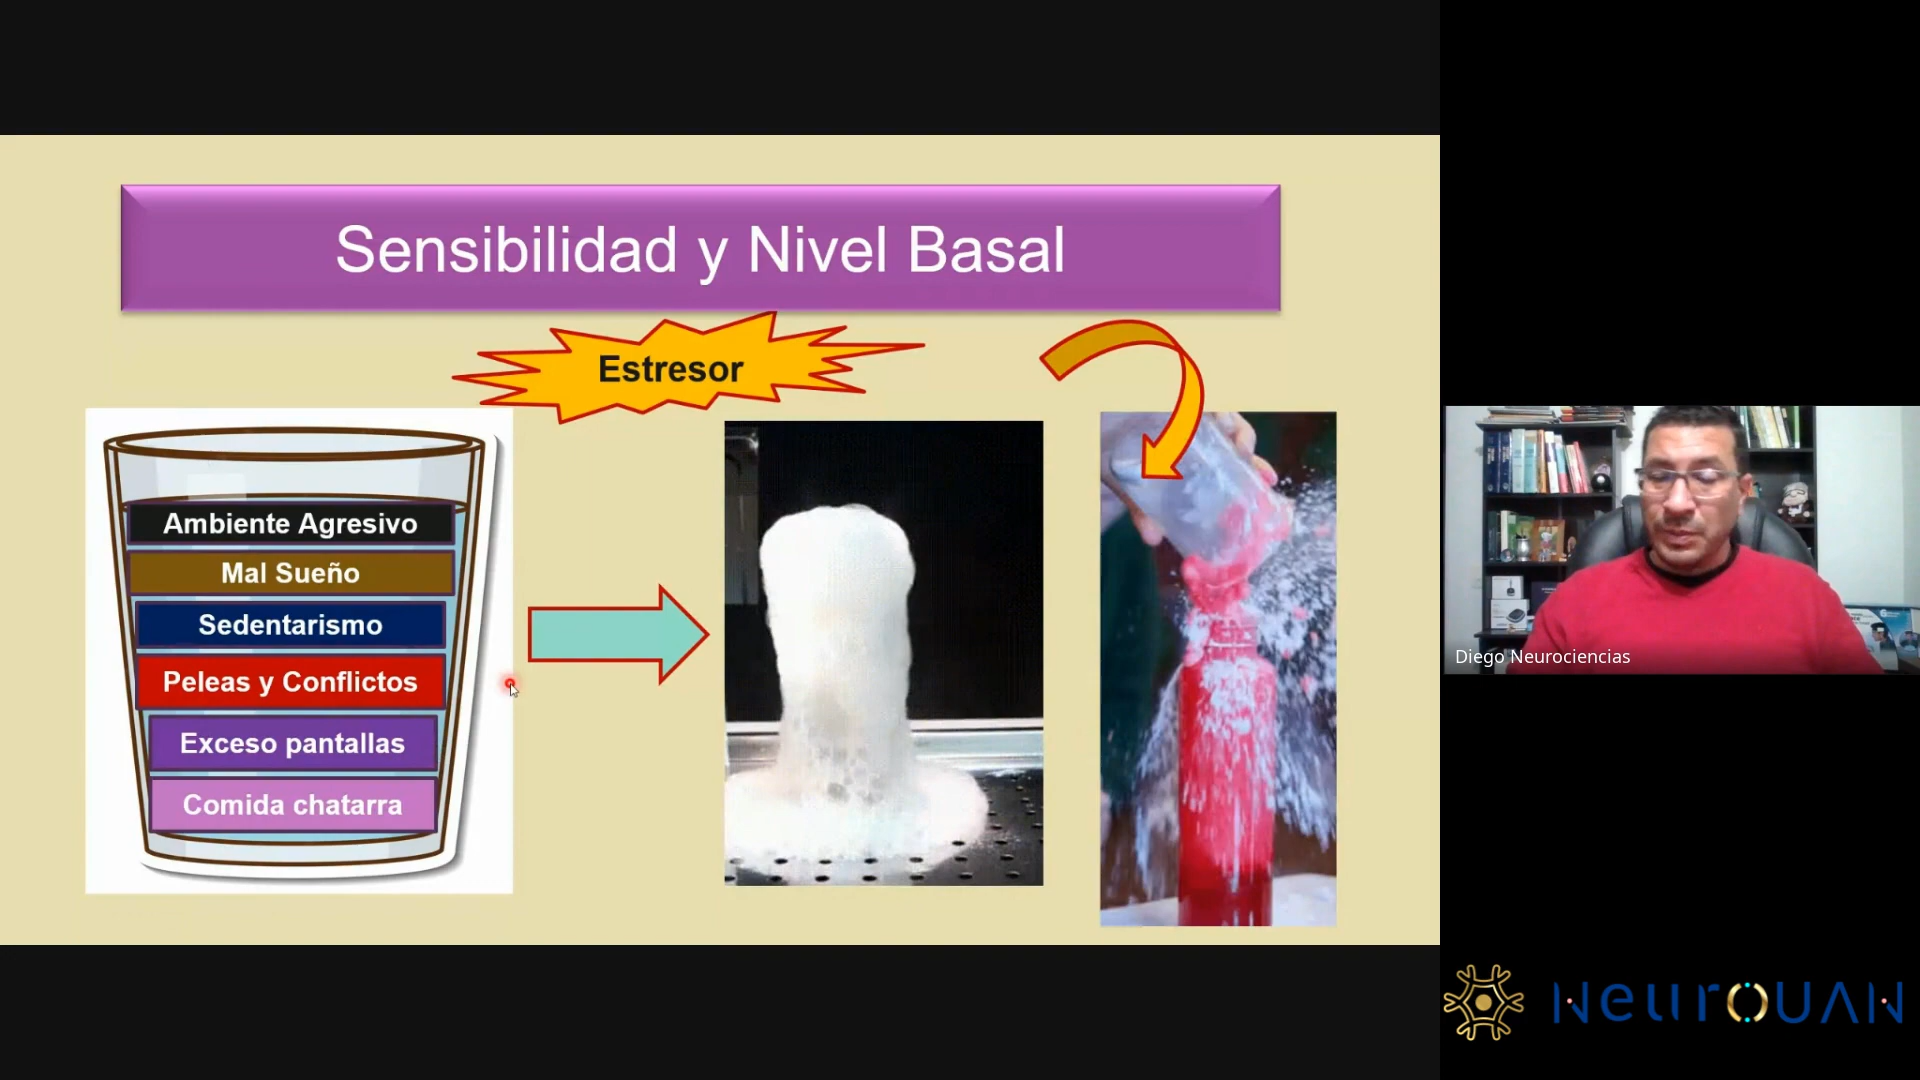 Sensibilidad y Nivel Basal
Estresor
Ambiente Agresivo
Mal Sueño
Sedentarismo
Peleas y Conflictos
Exceso pantallas
Comida chatarra
Diego Neurociencias
NeuroUAN